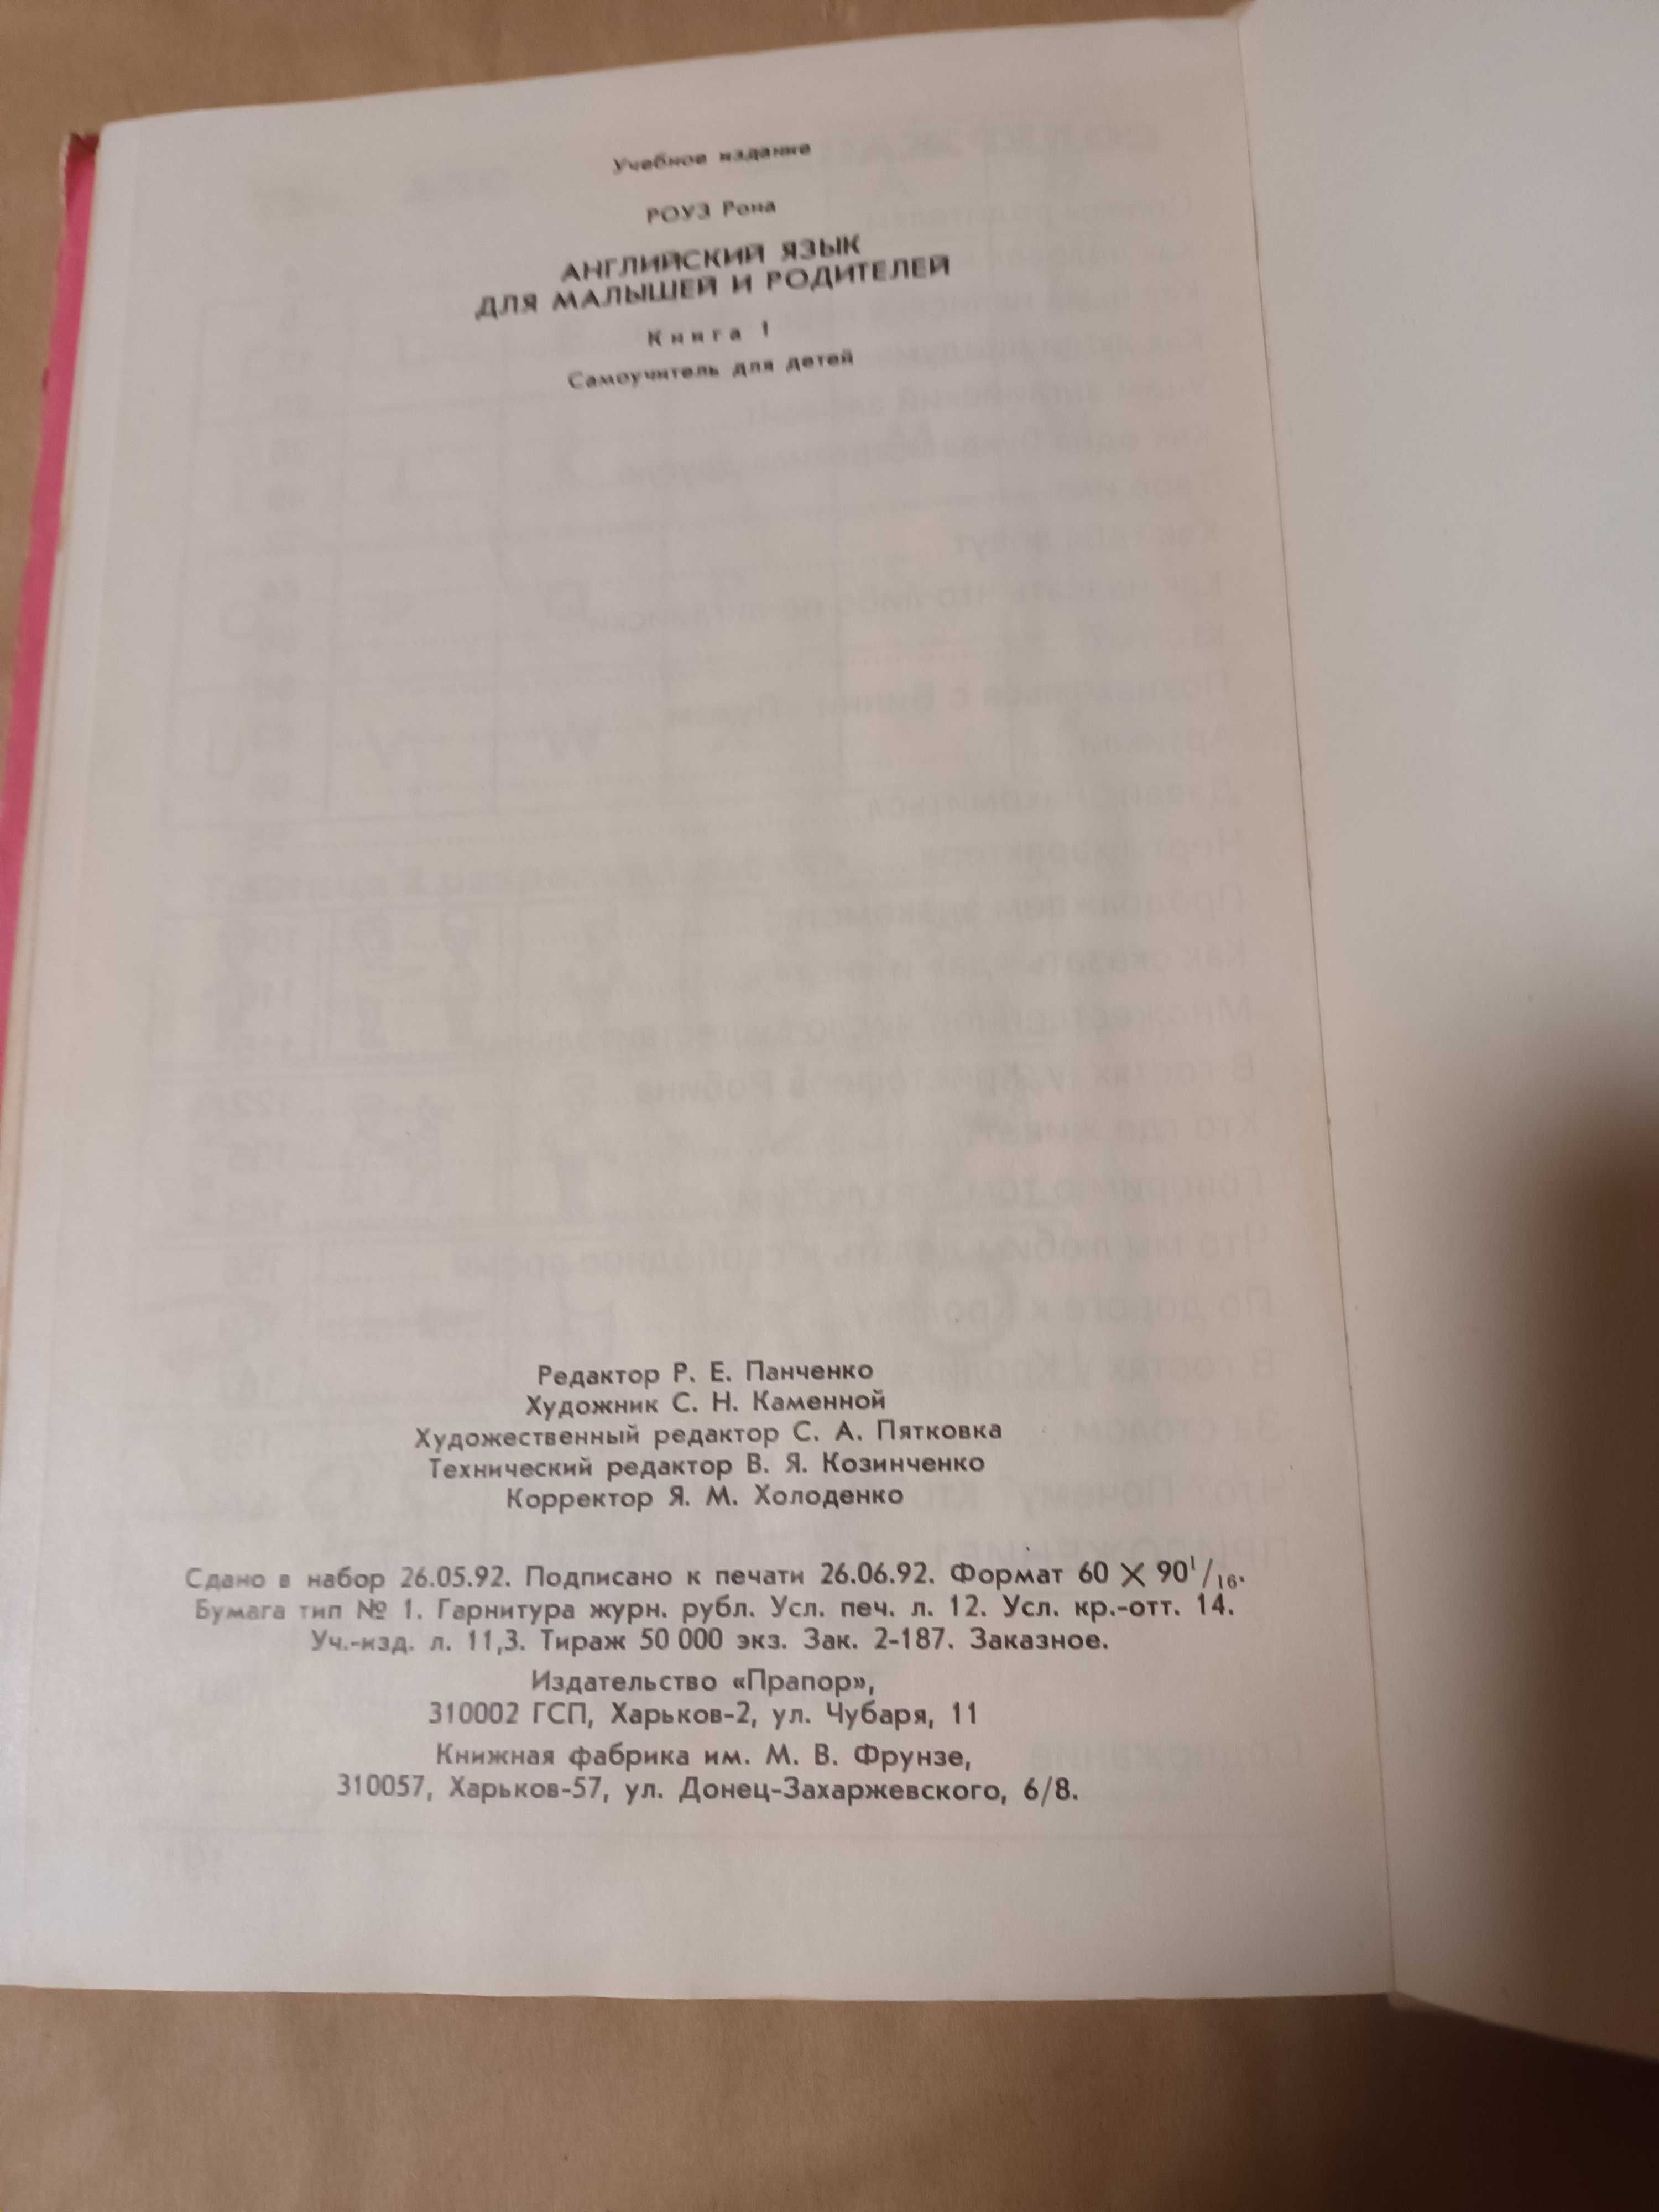 Учебное издание
РОУЗ Рона
АНГЛИЙСКИЙ ЯЗЫК
ДЛЯ МАЛЫШЕЙ И РОДИТЕЛЕЙ
Книга 1
Самоучитель для детей
Редактор Р. Е. Панченко
Художник С. Н. Каменной
Художественный редактор С. А. Пятковка
Технический редактор В. Я. Козинченко
Корректор Я. М. Холоденко
Сдано в набор 26.05.92. Подписано к печати 26.06.92. Формат 60 × 90¹/₁₆.
Бумага тип № 1. Гарнитура журн. рубл. Усл. печ. л. 12. Усл. кр.-отт. 14.
Уч.-изд. л. 11,3. Тираж 50 000 экз. Зак. 2-187. Заказное.
Издательство «Прапор»,
310002 ГСП, Харьков-2, ул. Чубаря, 11
Книжная фабрика им. М. В. Фрунзе,
310057, Харьков-57, ул. Донец-Захаржевского, 6/8.